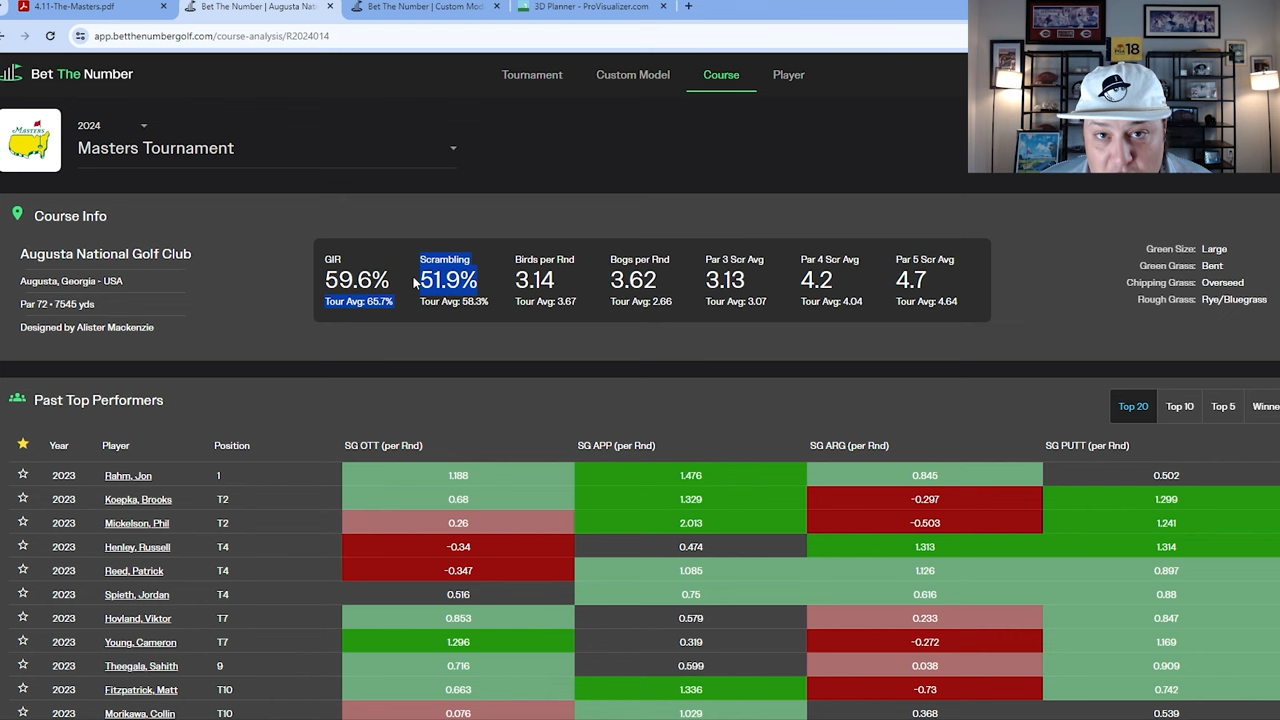 4.11-The-Masters.pdf
Bet The Number | Augusta Nati
Bet The Number | Custom Mod
3D Planner - ProVisualizer.com
app.betthenumbergolf.com/course-analysis/R2024014
Bet The Number
Tournament
Custom Model
Course
Player
18
Masters
2024
Masters Tournament
Course Info
Augusta National Golf Club
Augusta, Georgia - USA
Par 72 • 7545 yds
Designed by Alister Mackenzie
GIR
59.6%
Tour Avg: 65.7%
Scrambling
51.9%
Tour Avg: 58.3%
Birds per Rnd
3.14
Tour Avg: 3.67
Bogs per Rnd
3.62
Tour Avg: 2.66
Par 3 Scr Avg
3.13
Tour Avg: 3.07
Par 4 Scr Avg
4.2
Tour Avg: 4.04
Par 5 Scr Avg
4.7
Tour Avg: 4.64
Green Size: Large
Green Grass: Bent
Chipping Grass: Overseed
Rough Grass: Rye/Bluegrass
Past Top Performers
Top 20 Top 10 Top 5 Winne
Year Player Position SG OTT (per Rnd) SG APP (per Rnd) SG ARG (per Rnd) SG PUTT (per Rnd)
2023 Rahm, Jon 1 1.188 1.476 0.845 0.502
2023 Koepka, Brooks T2 0.68 1.329 -0.297 1.299
2023 Mickelson, Phil T2 0.26 2.013 -0.503 1.241
2023 Henley, Russell T4 -0.34 0.474 1.313 1.314
2023 Reed, Patrick T4 -0.347 1.085 1.126 0.897
2023 Spieth, Jordan T4 0.516 0.75 0.616 0.88
2023 Hovland, Viktor T7 0.853 0.579 0.233 0.847
2023 Young, Cameron T7 1.296 0.319 -0.272 1.169
2023 Theegala, Sahith 9 0.716 0.599 0.038 0.909
2023 Fitzpatrick, Matt T10 0.663 1.336 -0.73 0.742
2023 Morikawa, Collin T10 0.076 1.029 0.368 0.539